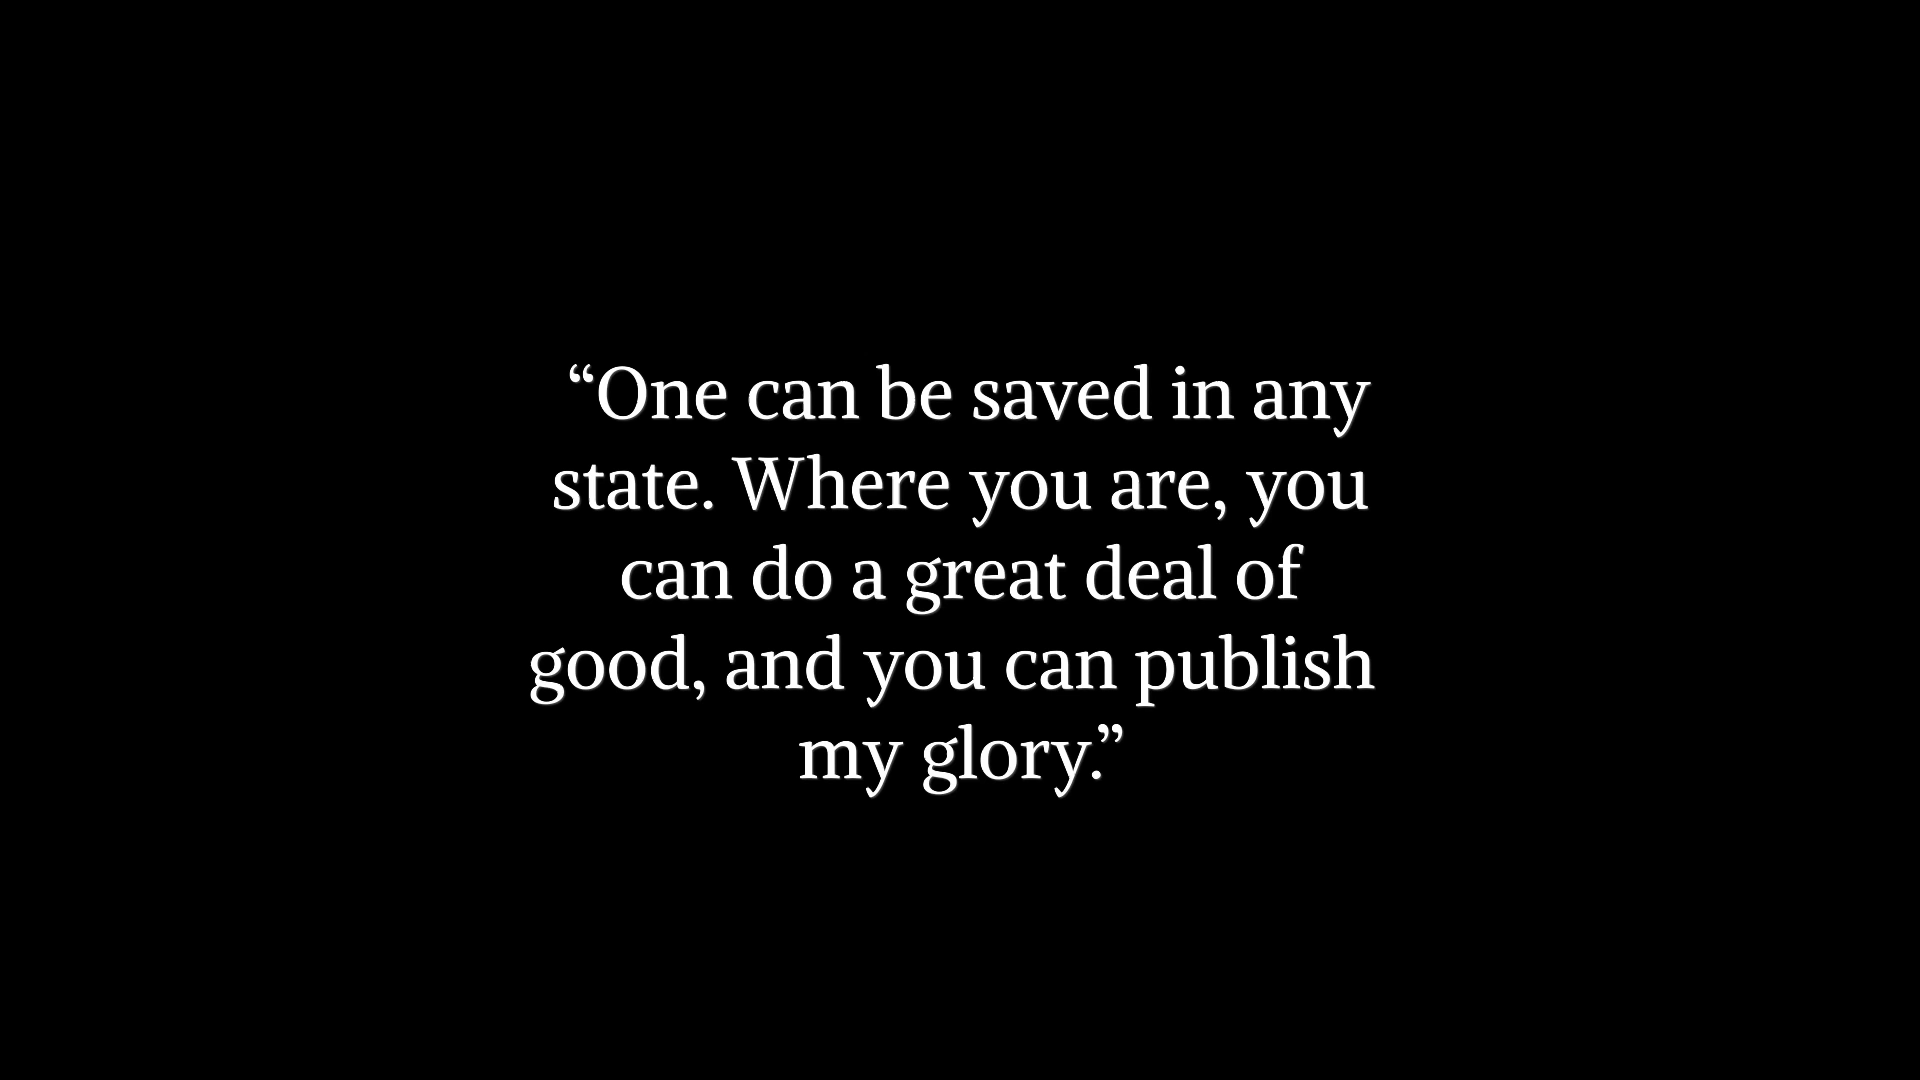 “One can be saved in any
state. Where you are, you
can do a great deal of
good, and you can publish
my glory.”